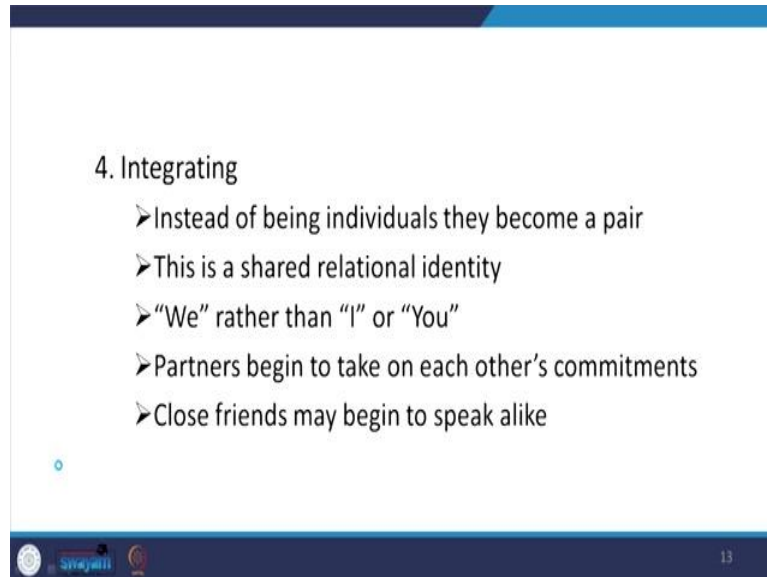 4. Integrating
➢Instead of being individuals they become a pair
➢This is a shared relational identity
➢“We” rather than “I” or “You”
➢Partners begin to take on each other’s commitments
➢Close friends may begin to speak alike
swayam
13